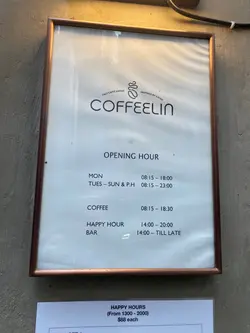 COFFEELIN
OPENING HOUR
MON 08:15 – 18:00
TUES – SUN & P.H 08:15 – 23:00
COFFEE 08:15 – 18:30
HAPPY HOUR 14:00 – 20:00
BAR 14:00 – TILL LATE
HAPPY HOURS
(From 1300 - 2000)
$68 each